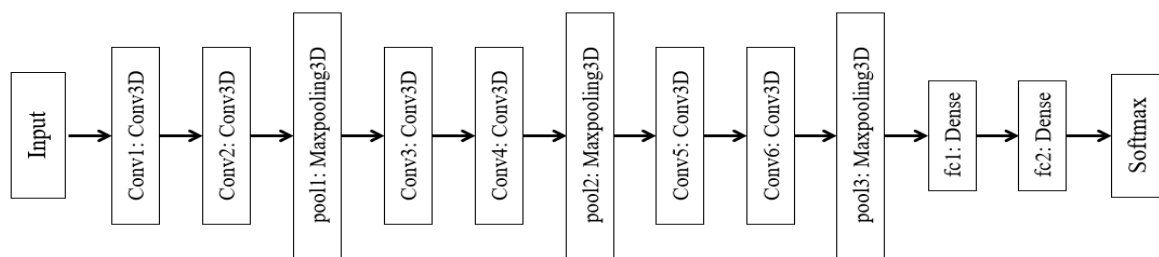 Input
Conv1: Conv3D
Conv2: Conv3D
pool1: Maxpooling3D
Conv3: Conv3D
Conv4: Conv3D
pool2: Maxpooling3D
Conv5: Conv3D
Conv6: Conv3D
pool3: Maxpooling3D
fc1: Dense
fc2: Dense
Softmax